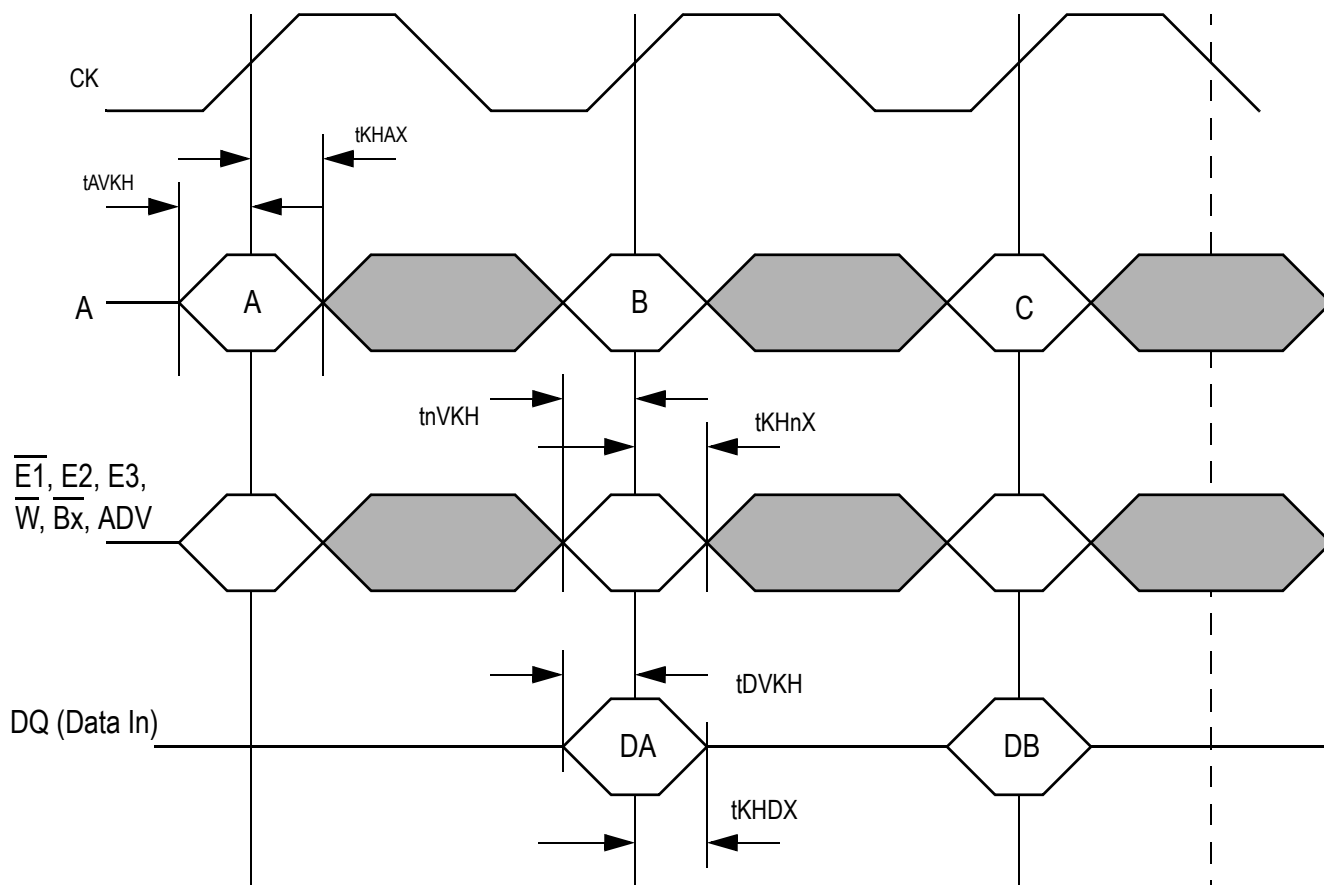 CK
tKHAX
tAVKH
A
A
B
C
tnVKH
tKHnX
E1, E2, E3,
W, Bx, ADV
tDVKH
DQ (Data In)
DA
DB
tKHDX